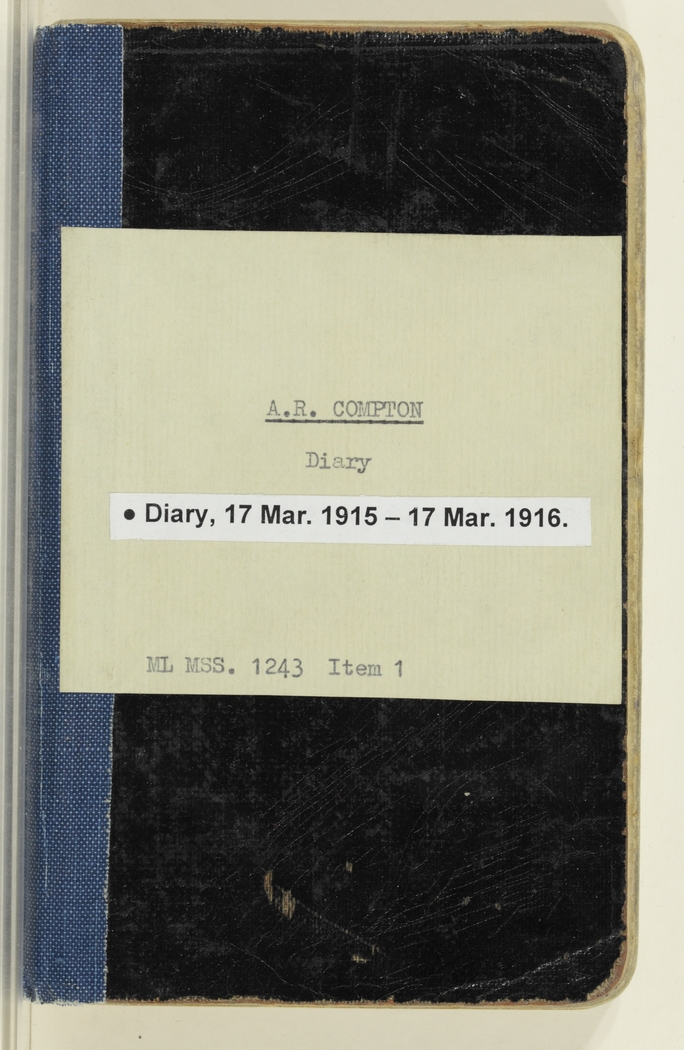 A.R. COMPTON
Diary
• Diary, 17 Mar. 1915 – 17 Mar. 1916.
ML MSS. 1243 Item 1